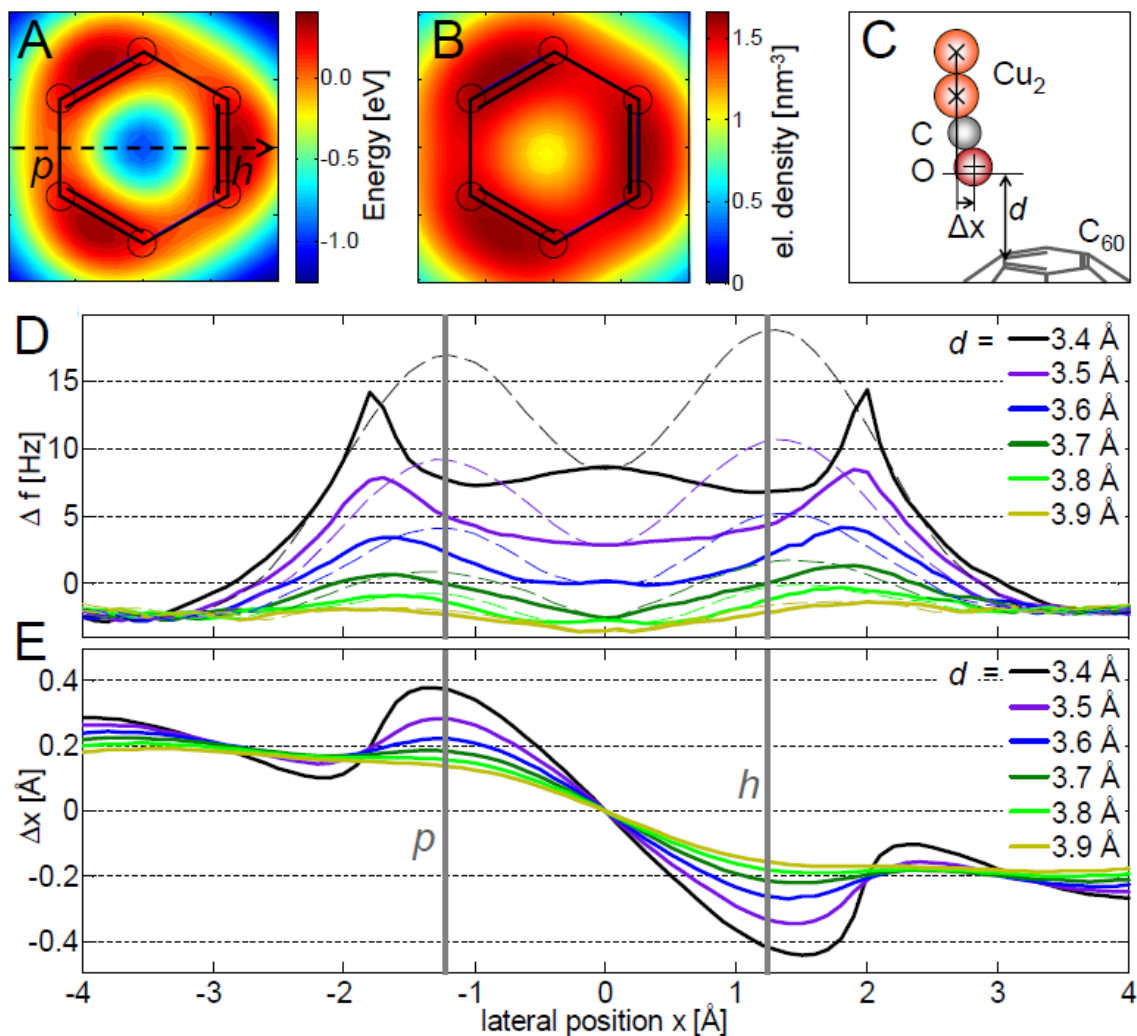 A
p
h
0.0
-0.5
-1.0
Energy [eV]
B
1.5
1
0.5
0
el. density [nm⁻³]
C
Cu₂
C
O
Δx
d
C₆₀
D
15
10
5
0
Δ f [Hz]
d = 3.4 Å
3.5 Å
3.6 Å
3.7 Å
3.8 Å
3.9 Å
E
0.4
0.2
0
-0.2
-0.4
Δx [Å]
p
h
d = 3.4 Å
3.5 Å
3.6 Å
3.7 Å
3.8 Å
3.9 Å
-4 -3 -2 -1 0 1 2 3 4
lateral position x [Å]